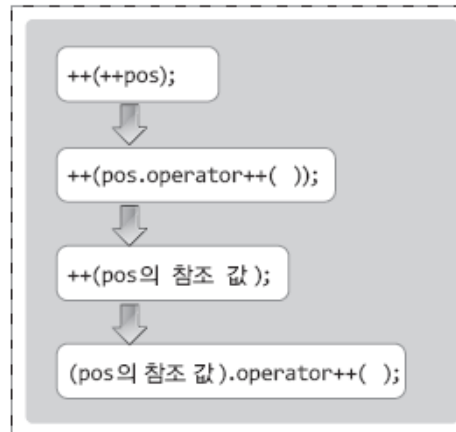 ++(++pos);
++(pos.operator++( ));
++(pos의 참조 값 );
(pos의 참조 값 ).operator++( );